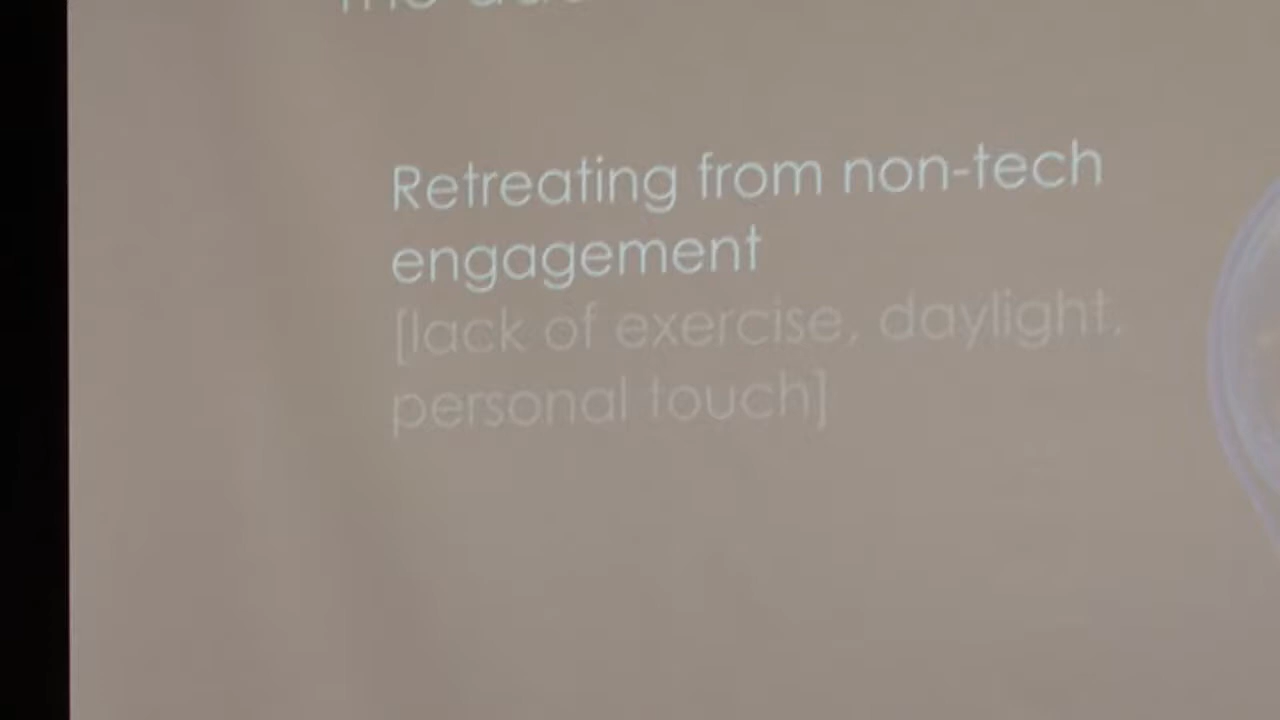 Retreating from non-tech
engagement
[lack of exercise, daylight,
personal touch]